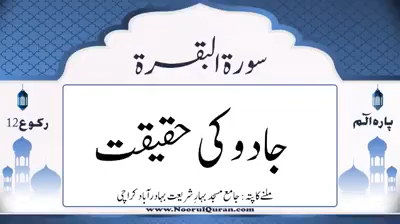 سورۃ البقرۃ
پارہ الٓمٓ
رکوع 12
جادو کی حقیقت
ملنے کا پتہ: جامع مسجد بہارِ شریعت بہادر آباد کراچی
www.NoorulQuran.com